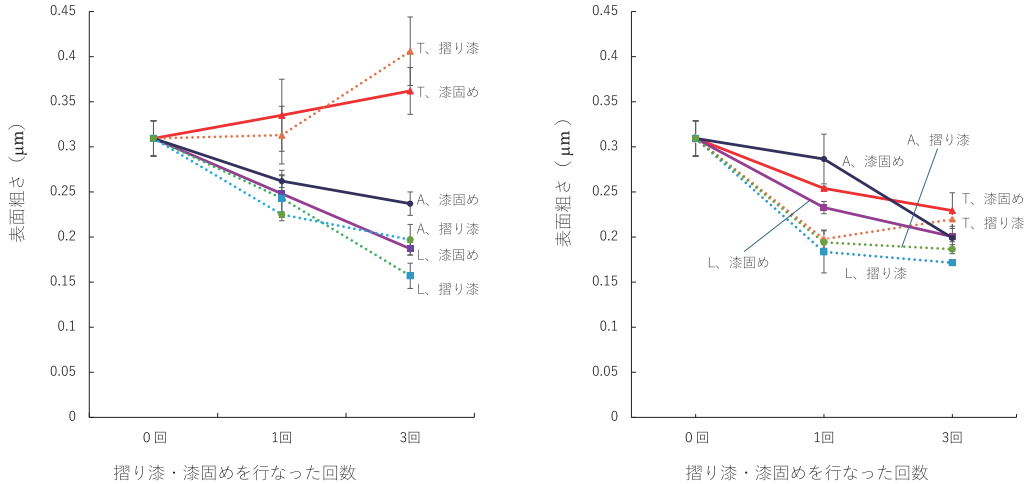 0.45
0.4
0.35
0.3
0.25
0.2
0.15
0.1
0.05
0
表面粗さ（μm）
T、摺り漆
T、漆固め
A、漆固め
A、摺り漆
L、漆固め
L、摺り漆
0 回
1回
3回
摺り漆・漆固めを行なった回数
0.45
0.4
0.35
0.3
0.25
0.2
0.15
0.1
0.05
0
表面粗さ（ μm ）
A、摺り漆
A、漆固め
T、漆固め
T、摺り漆
L、漆固め
L、摺り漆
0 回
1回
3回
摺り漆・漆固めを行なった回数